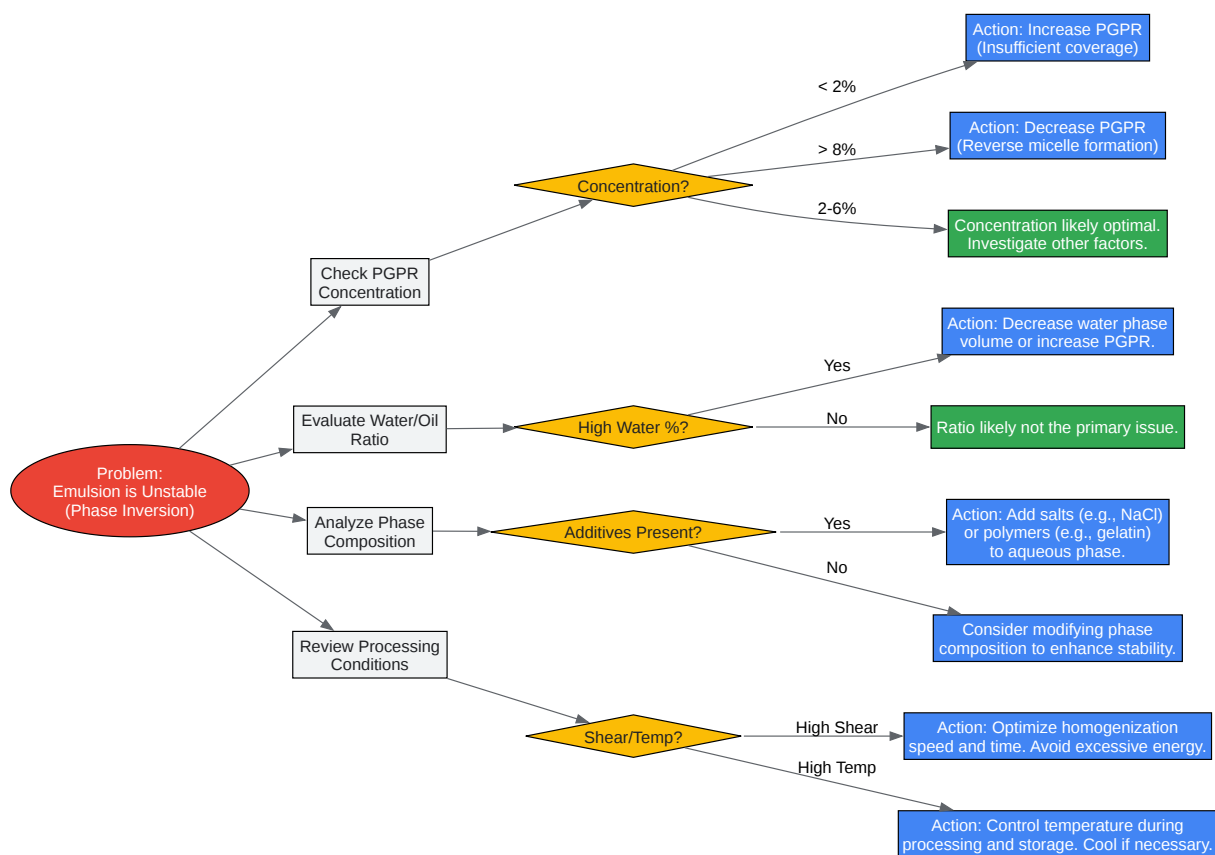 Problem:
Emulsion is Unstable
(Phase Inversion)
Check PGPR
Concentration
Concentration?
< 2%
Action: Increase PGPR
(Insufficient coverage)
> 8%
Action: Decrease PGPR
(Reverse micelle formation)
2-6%
Concentration likely optimal.
Investigate other factors.
Evaluate Water/Oil
Ratio
High Water %?
Yes
Action: Decrease water phase
volume or increase PGPR.
No
Ratio likely not the primary issue.
Analyze Phase
Composition
Additives Present?
Yes
Action: Add salts (e.g., NaCl)
or polymers (e.g., gelatin)
to aqueous phase.
No
Consider modifying phase
composition to enhance stability.
Review Processing
Conditions
Shear/Temp?
High Shear
Action: Optimize homogenization
speed and time. Avoid excessive energy.
High Temp
Action: Control temperature during
processing and storage. Cool if necessary.